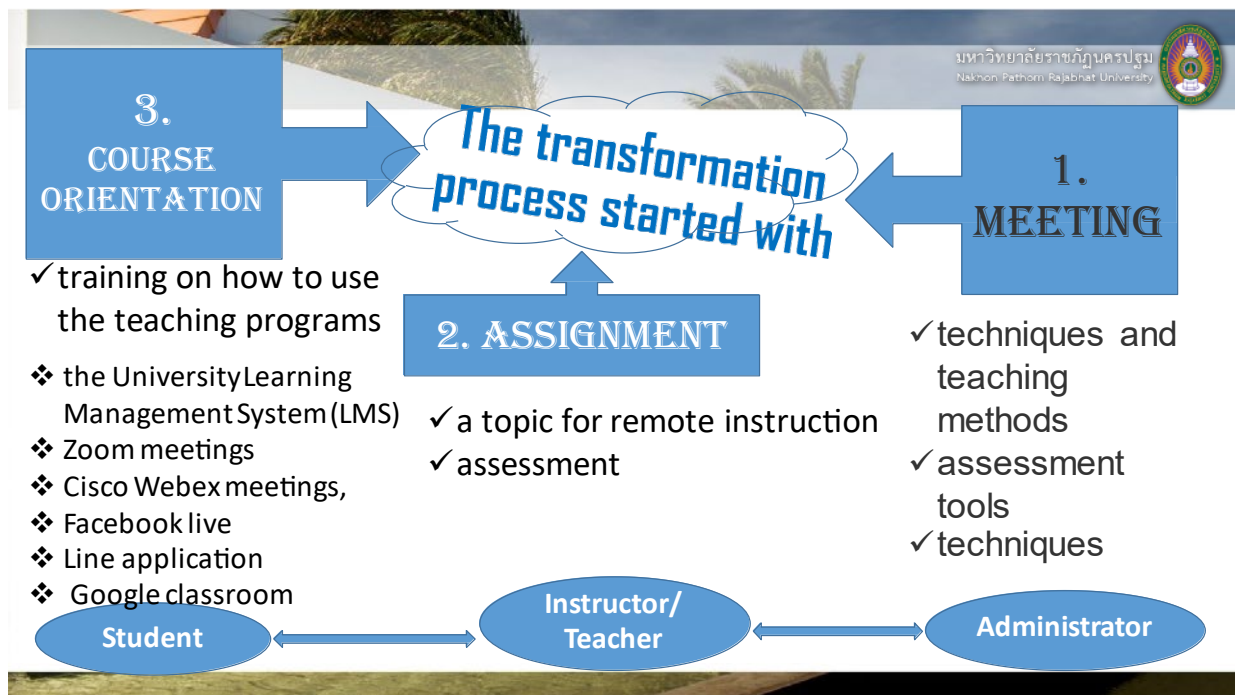 มหาวิทยาลัยราชภัฏนครปฐม
Nakhon Pathom Rajabhat University
The transformation
process started with
1.
MEETING
✓ techniques and
teaching
methods
✓ assessment
tools
✓ techniques
2. ASSIGNMENT
✓ a topic for remote instruction
✓ assessment
3.
COURSE
ORIENTATION
✓ training on how to use
the teaching programs
❖ the University Learning
Management System (LMS)
❖ Zoom meetings
❖ Cisco Webex meetings,
❖ Facebook live
❖ Line application
❖ Google classroom
Student
Instructor/
Teacher
Administrator